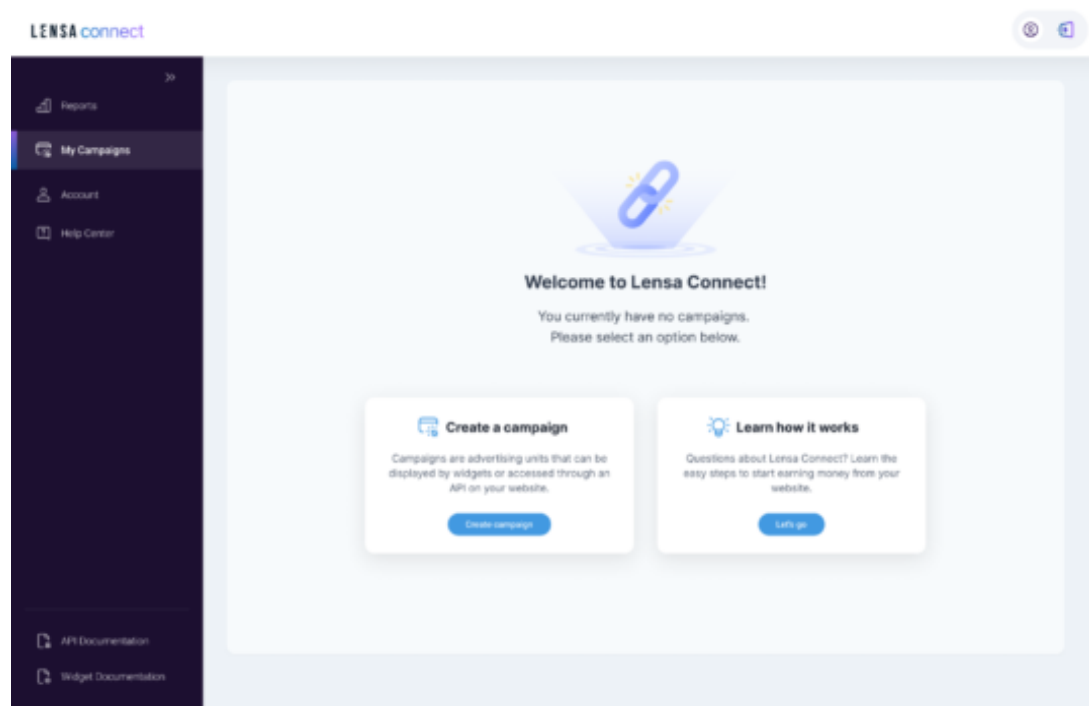 LENSA connect
Reports
My Campaigns
Account
Help Center
Welcome to Lensa Connect!
You currently have no campaigns.
Please select an option below.
Create a campaign
Campaigns are advertising units that can be
displayed by widgets or accessed through an
API on your website.
Create campaign
Learn how it works
Questions about Lensa Connect? Learn the
easy steps to start earning money from your
website.
Let's go
API Documentation
Widget Documentation